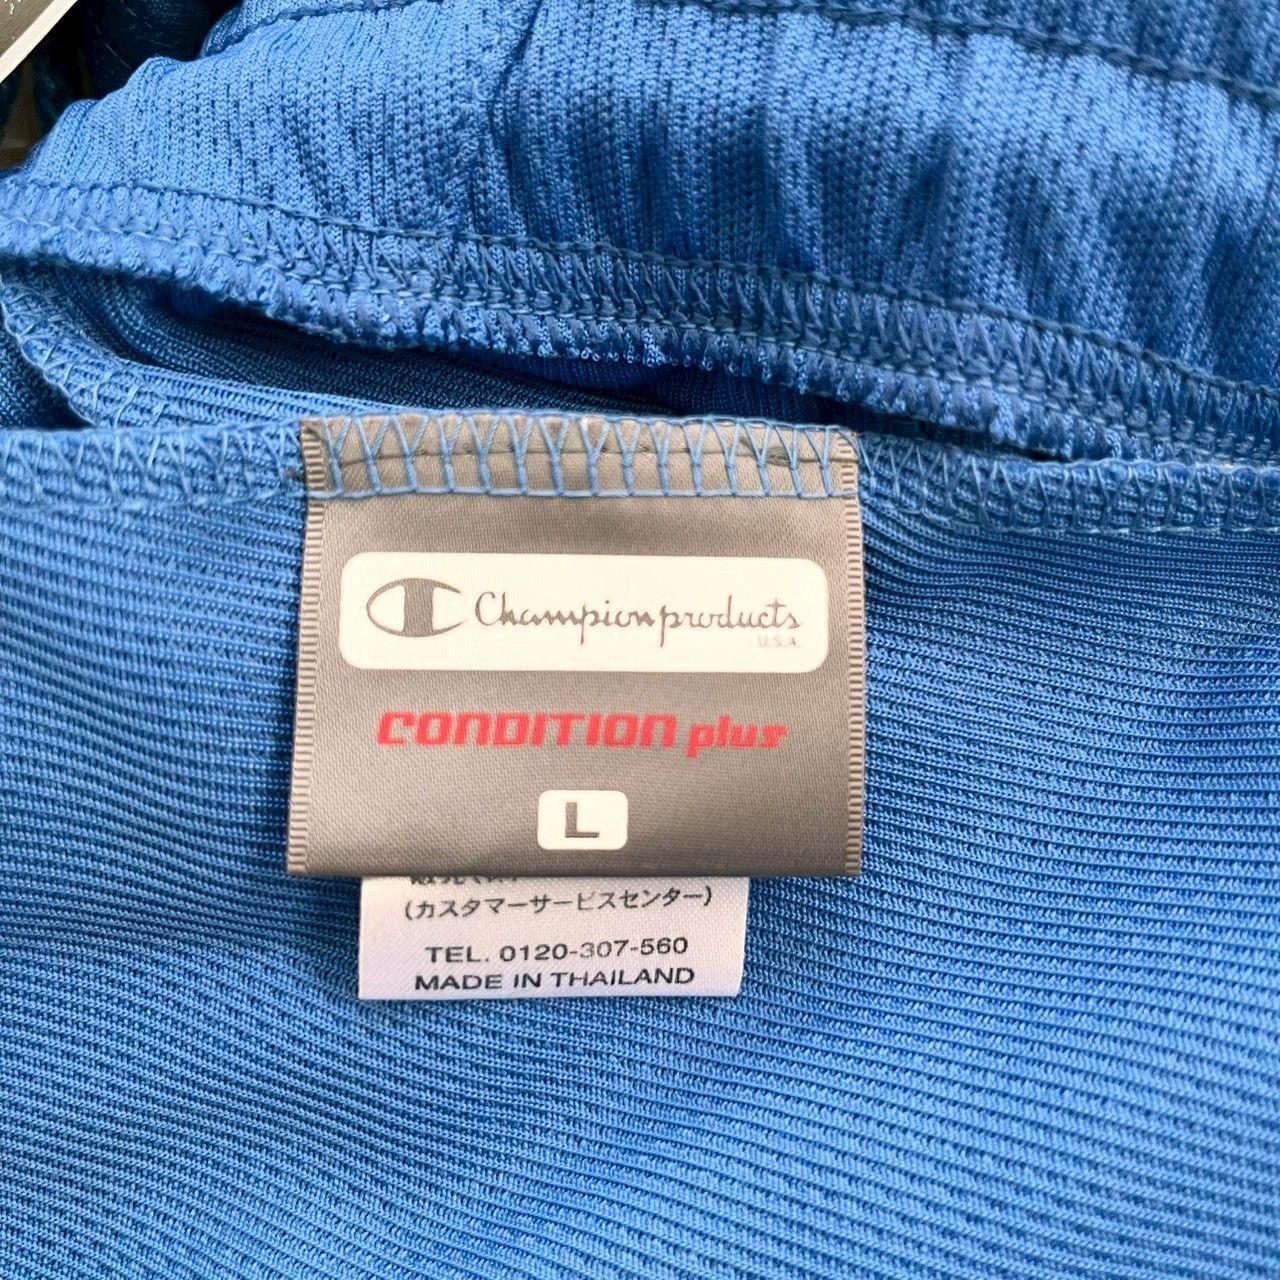 Champion products
U.S.A.
CONDITION plus
L
(カスタマーサービスセンター)
TEL. 0120-307-560
MADE IN THAILAND